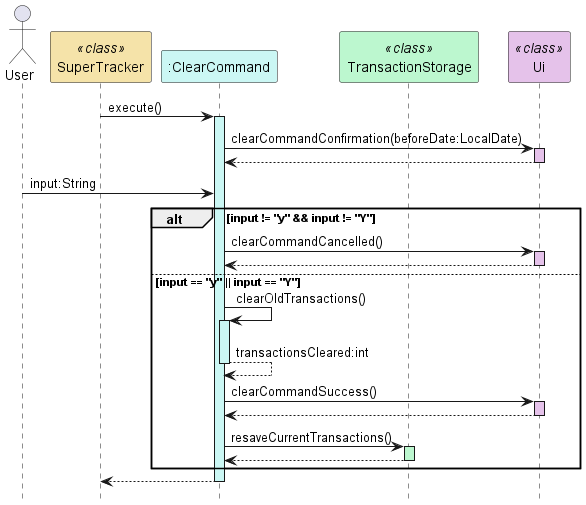 User
«class»
SuperTracker
:ClearCommand
«class»
TransactionStorage
«class»
Ui
execute()
clearCommandConfirmation(beforeDate:LocalDate)
input:String
alt
[input != "y" && input != "Y"]
clearCommandCancelled()
[input == "y" || input == "Y"]
clearOldTransactions()
transactionsCleared:int
clearCommandSuccess()
resaveCurrentTransactions()